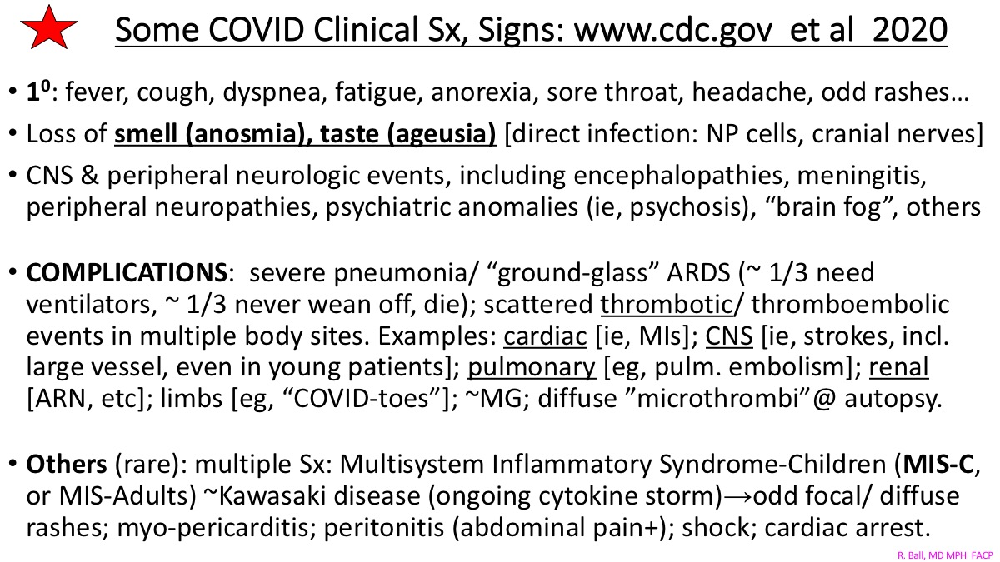 Some COVID Clinical Sx, Signs: www.cdc.gov et al 2020
• 1⁰: fever, cough, dyspnea, fatigue, anorexia, sore throat, headache, odd rashes…
• Loss of smell (anosmia), taste (ageusia) [direct infection: NP cells, cranial nerves]
• CNS & peripheral neurologic events, including encephalopathies, meningitis,
peripheral neuropathies, psychiatric anomalies (ie, psychosis), “brain fog”, others
• COMPLICATIONS: severe pneumonia/ “ground-glass” ARDS (~ 1/3 need
ventilators, ~ 1/3 never wean off, die); scattered thrombotic/ thromboembolic
events in multiple body sites. Examples: cardiac [ie, MIs]; CNS [ie, strokes, incl.
large vessel, even in young patients]; pulmonary [eg, pulm. embolism]; renal
[ARN, etc]; limbs [eg, “COVID-toes”]; ~MG; diffuse ”microthrombi”@ autopsy.
• Others (rare): multiple Sx: Multisystem Inflammatory Syndrome-Children (MIS-C,
or MIS-Adults) ~Kawasaki disease (ongoing cytokine storm)→odd focal/ diffuse
rashes; myo-pericarditis; peritonitis (abdominal pain+); shock; cardiac arrest.
R. Ball, MD MPH FACP